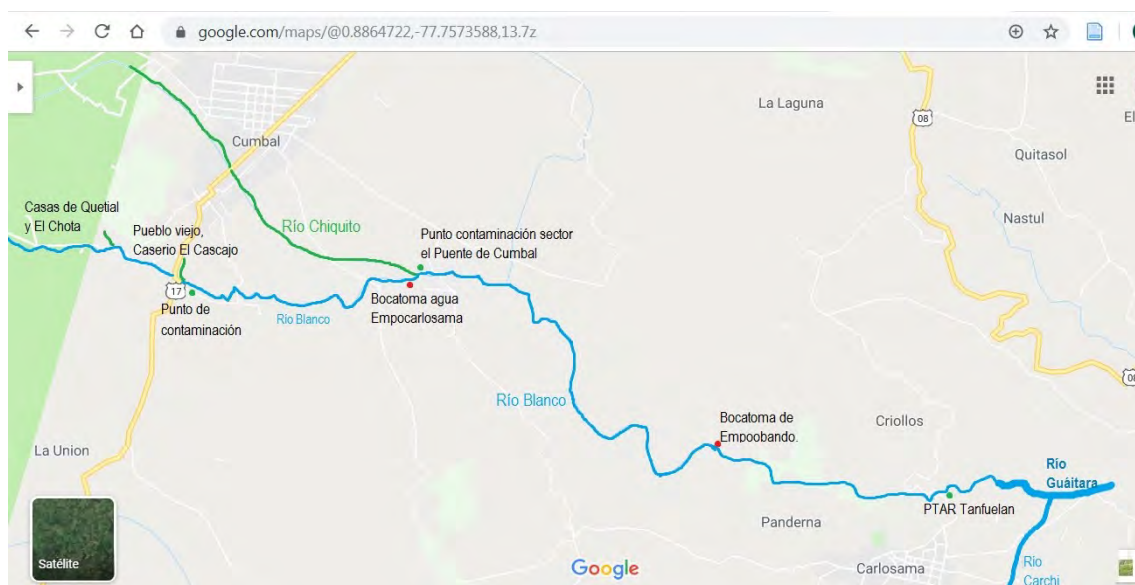 google.com/maps/@0.8864722,-77.7573588,13.7z
La Laguna
08
El
Cumbal
Quitasol
Casas de Quetial
y El Chota
Pueblo viejo,
Caserio El Cascajo
Río Chiquito
Punto contaminación sector
el Puente de Cumbal
Nastul
17
Punto de
contaminación
Rio Blanco
Bocatoma agua
Empocarlosama
08
Río Blanco
Bocatoma de
Empoobando.
Criollos
La Union
Río
Guáitara
PTAR Tanfuelan
Panderna
Satélite
Google
Carlosama
Río
Carchi